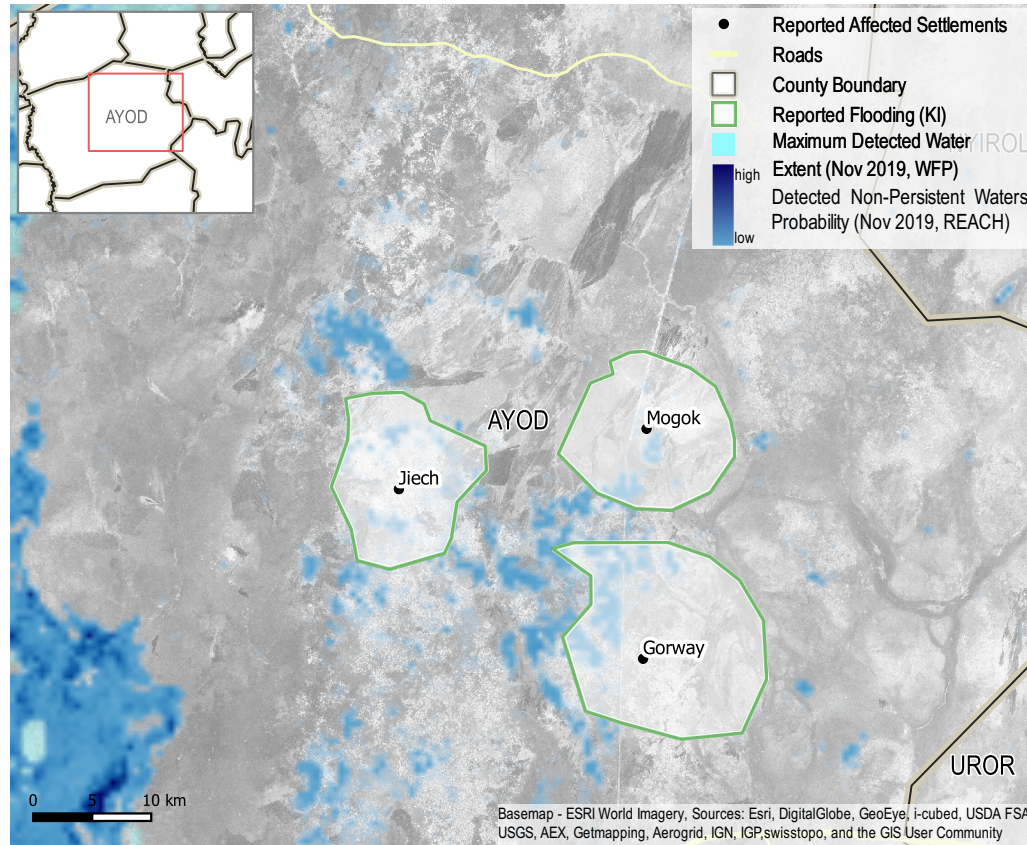 AYOD
Reported Affected Settlements
Roads
County Boundary
Reported Flooding (KI)
Maximum Detected Water
Extent (Nov 2019, WFP)
high
low
Detected Non-Persistent Waters
Probability (Nov 2019, REACH)
NYIROL
Mogok
AYOD
Jiech
Gorway
UROR
0 5 10 km
Basemap - ESRI World Imagery, Sources: Esri, DigitalGlobe, GeoEye, i-cubed, USDA FSA
USGS, AEX, Getmapping, Aerogrid, IGN, IGP,swisstopo, and the GIS User Community